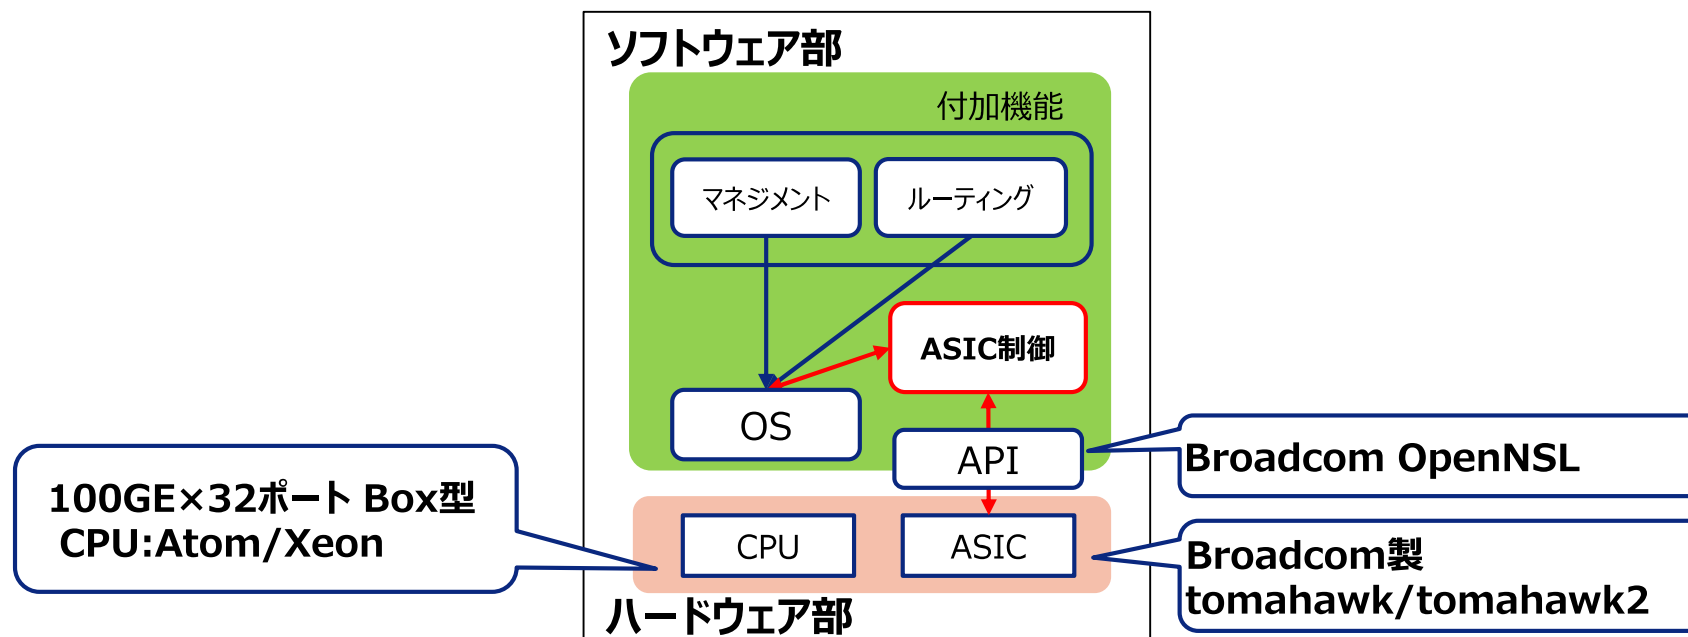 ソフトウェア部
付加機能
マネジメント
ルーティング
ASIC制御
OS
API
Broadcom OpenNSL
100GE×32ポート Box型
CPU:Atom/Xeon
CPU
ASIC
Broadcom製
tomahawk/tomahawk2
ハードウェア部